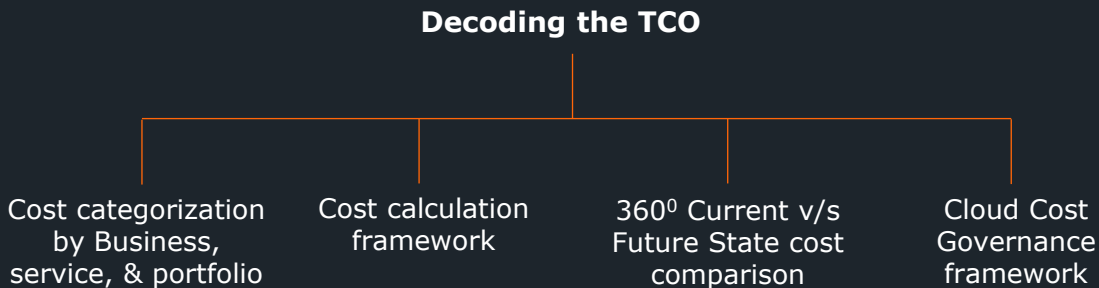 Decoding the TCO
Cost categorization
by Business,
service, & portfolio
Cost calculation
framework
360⁰ Current v/s
Future State cost
comparison
Cloud Cost
Governance
framework